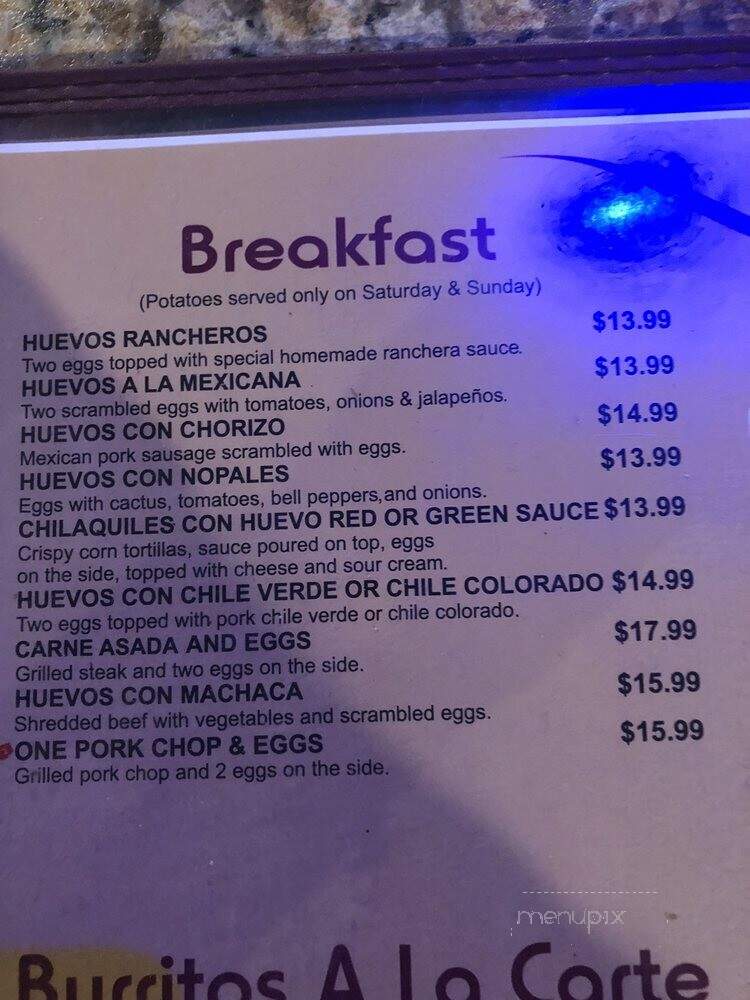 Breakfast
(Potatoes served only on Saturday & Sunday)
HUEVOS RANCHEROS $13.99
Two eggs topped with special homemade ranchera sauce.
HUEVOS A LA MEXICANA $13.99
Two scrambled eggs with tomatoes, onions & jalapeños.
HUEVOS CON CHORIZO $14.99
Mexican pork sausage scrambled with eggs.
HUEVOS CON NOPALES $13.99
Eggs with cactus, tomatoes, bell peppers,and onions.
CHILAQUILES CON HUEVO RED OR GREEN SAUCE $13.99
Crispy corn tortillas, sauce poured on top, eggs
on the side, topped with cheese and sour cream.
HUEVOS CON CHILE VERDE OR CHILE COLORADO $14.99
Two eggs topped with pork chile verde or chile colorado.
CARNE ASADA AND EGGS $17.99
Grilled steak and two eggs on the side.
HUEVOS CON MACHACA $15.99
Shredded beef with vegetables and scrambled eggs.
ONE PORK CHOP & EGGS $15.99
Grilled pork chop and 2 eggs on the side.
menupix
Burritos A La Carte